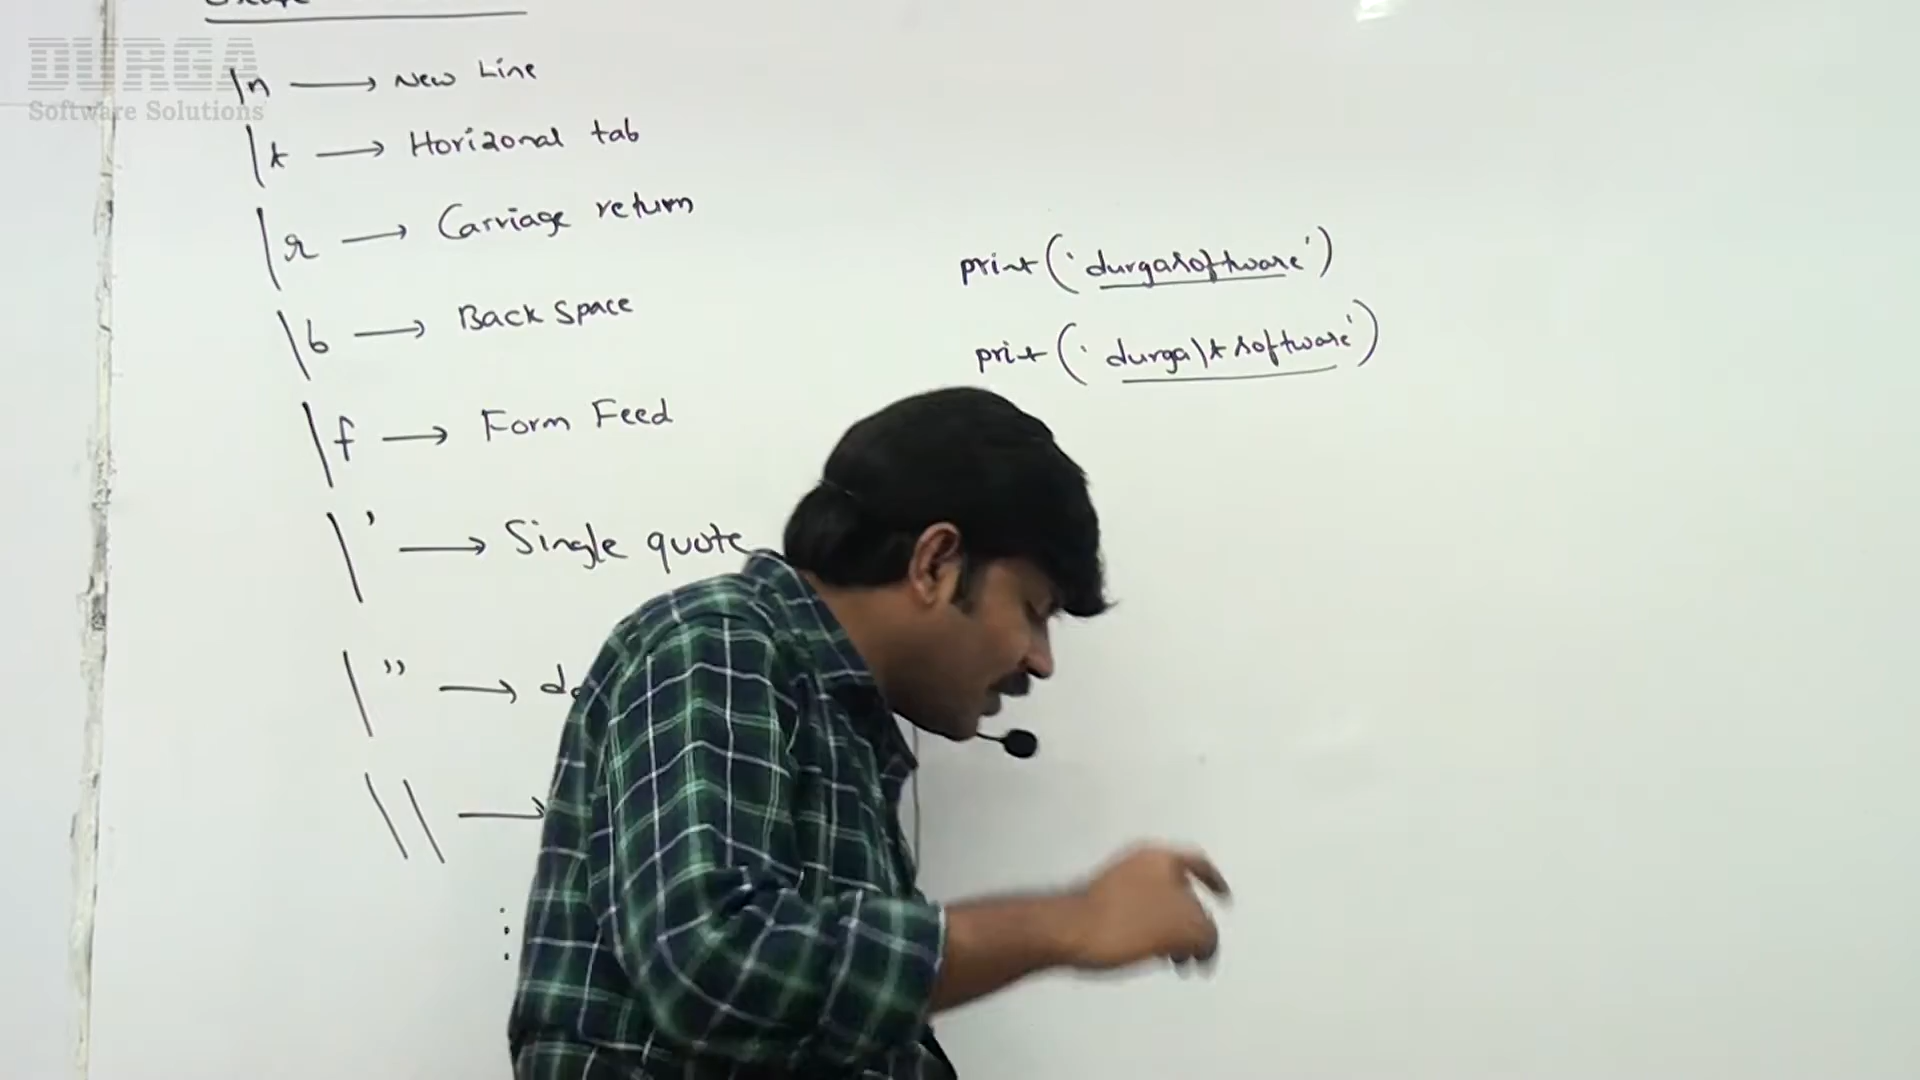 DURGA
Software Solutions
\n → New Line
\t → Horizonal tab
\r → Carriage return
\b → Back Space
\f → Form Feed
\' → Single quote
\" →
\\ →
print('durgasoftware')
print('durga\tsoftware')